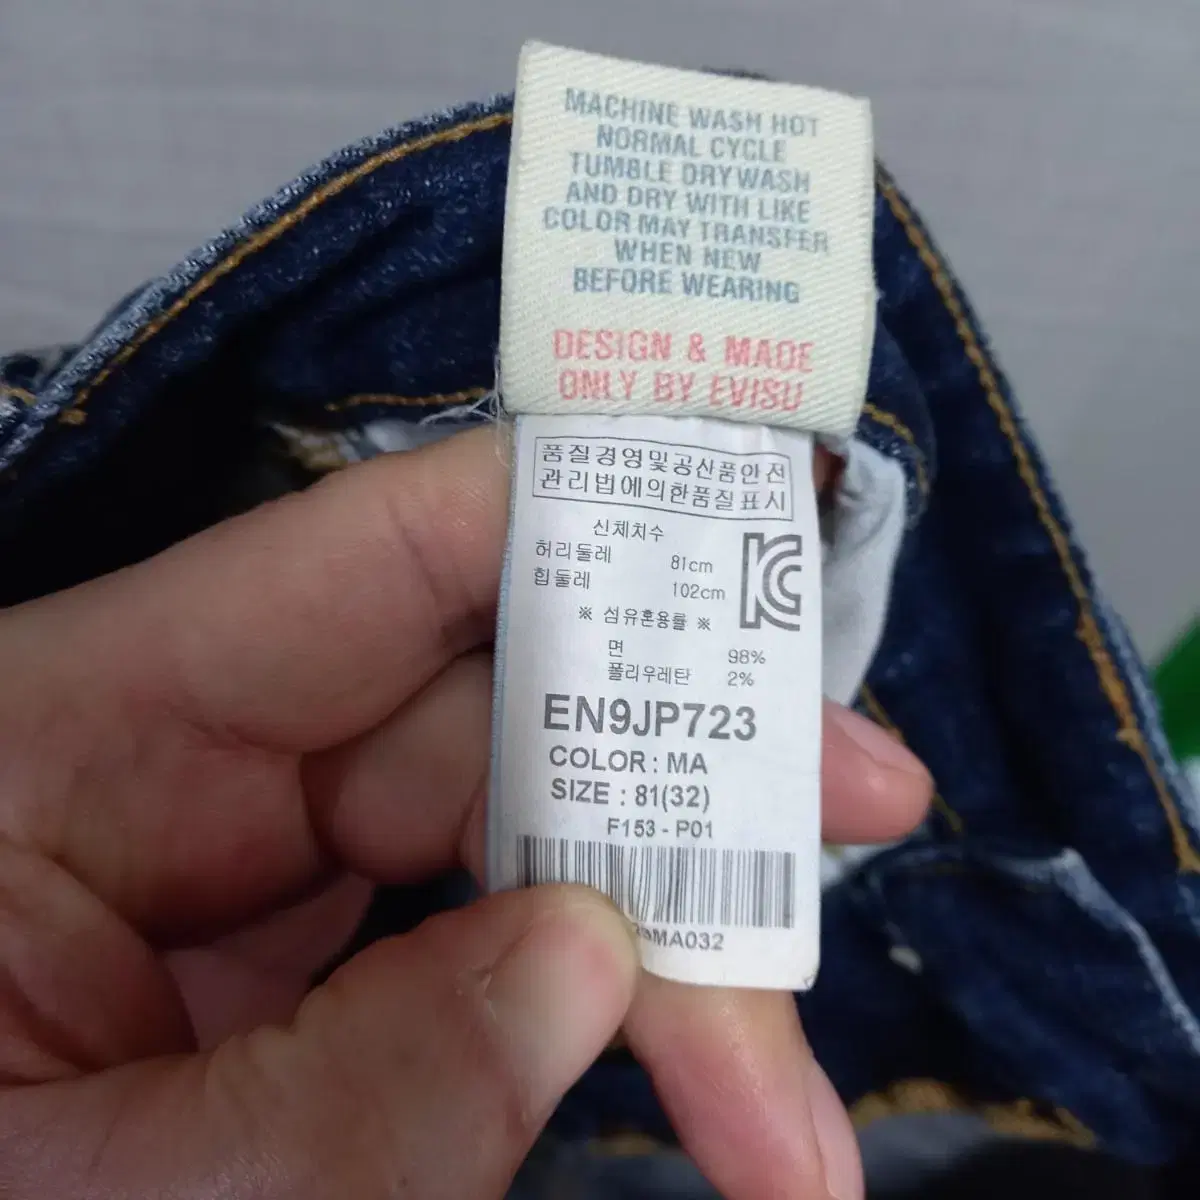 MACHINE WASH HOT
NORMAL CYCLE
TUMBLE DRY WASH
AND DRY WITH LIKE
COLOR MAY TRANSFER
WHEN NEW
BEFORE WEARING
DESIGN & MADE
ONLY BY EVISU
품질경영및공산품안전
관리법에의한품질표시
신체치수
허리둘레 81cm
힙둘레 102cm
※ 섬유혼용률 ※
면 98%
폴리우레탄 2%
EN9JP723
COLOR : MA
SIZE : 81(32)
F153 - P01
MA032